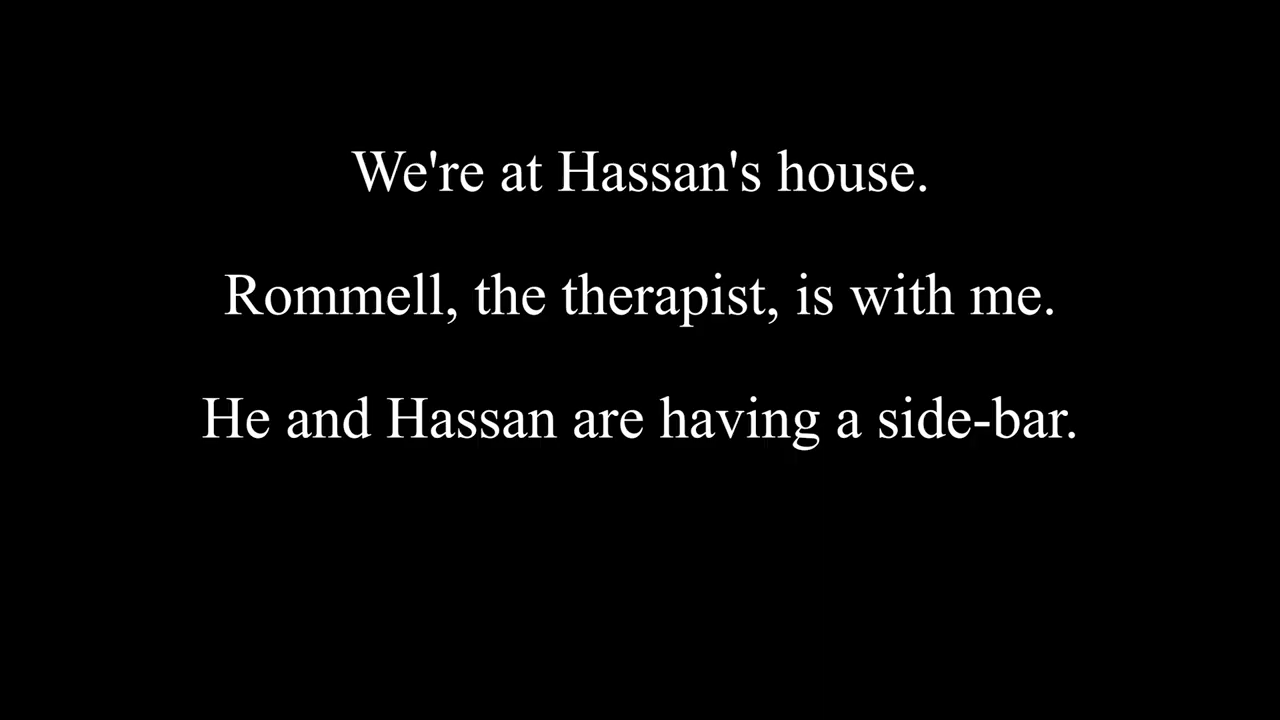 We're at Hassan's house.
Rommell, the therapist, is with me.
He and Hassan are having a side-bar.